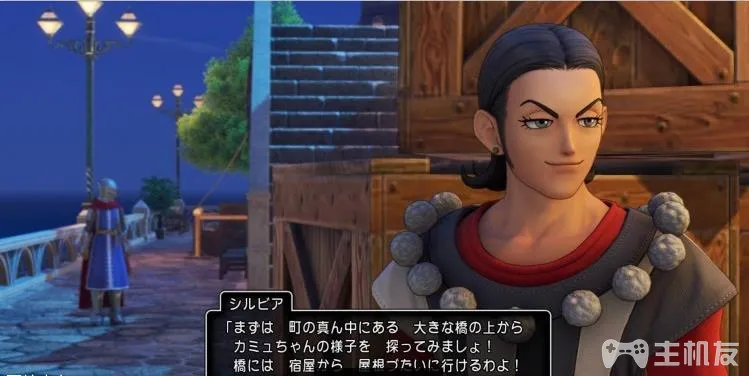 シルビア
「まずは 町の真ん中にある 大きな橋の上から
カミュちゃんの様子を 探ってみましょ！
橋には 宿屋から 屋根づたいに行けるわよ！
主机友